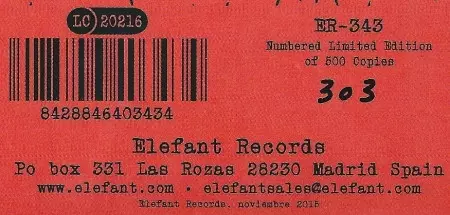 LC 20216
ER-343
Numbered Limited Edition
of 500 Copies
303
8428846403434
Elefant Records
Po box 331 Las Rozas 28230 Madrid Spain
www.elefant.com · elefantsales@elefant.com
Elefant Records, noviembre 2015